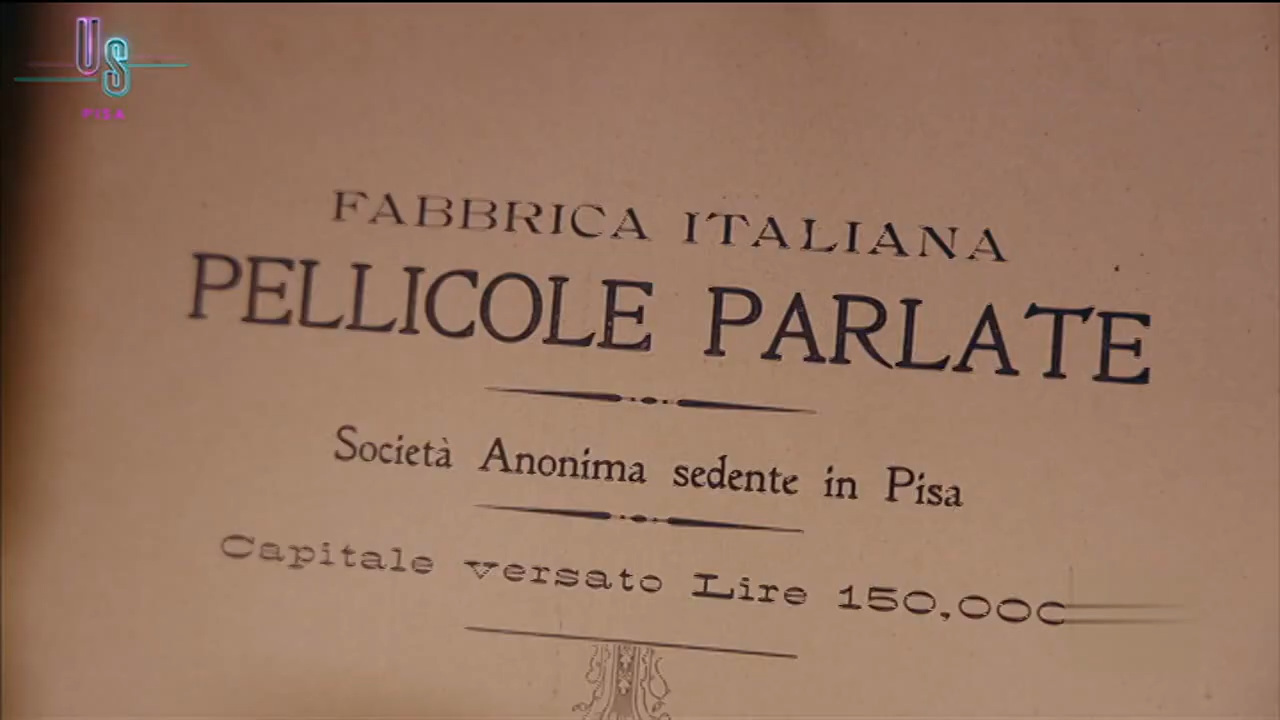 US
PISA
FABBRICA ITALIANA
PELLICOLE PARLATE
Società Anonima sedente in Pisa
Capitale versato Lire 150,000